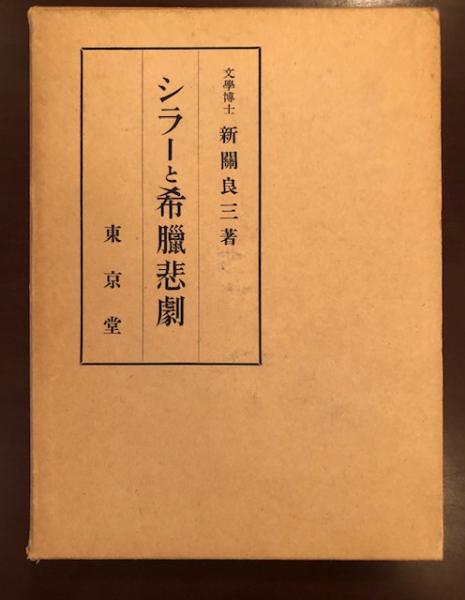 文學博士 新關良三著
シラーと希臘悲劇
東京堂